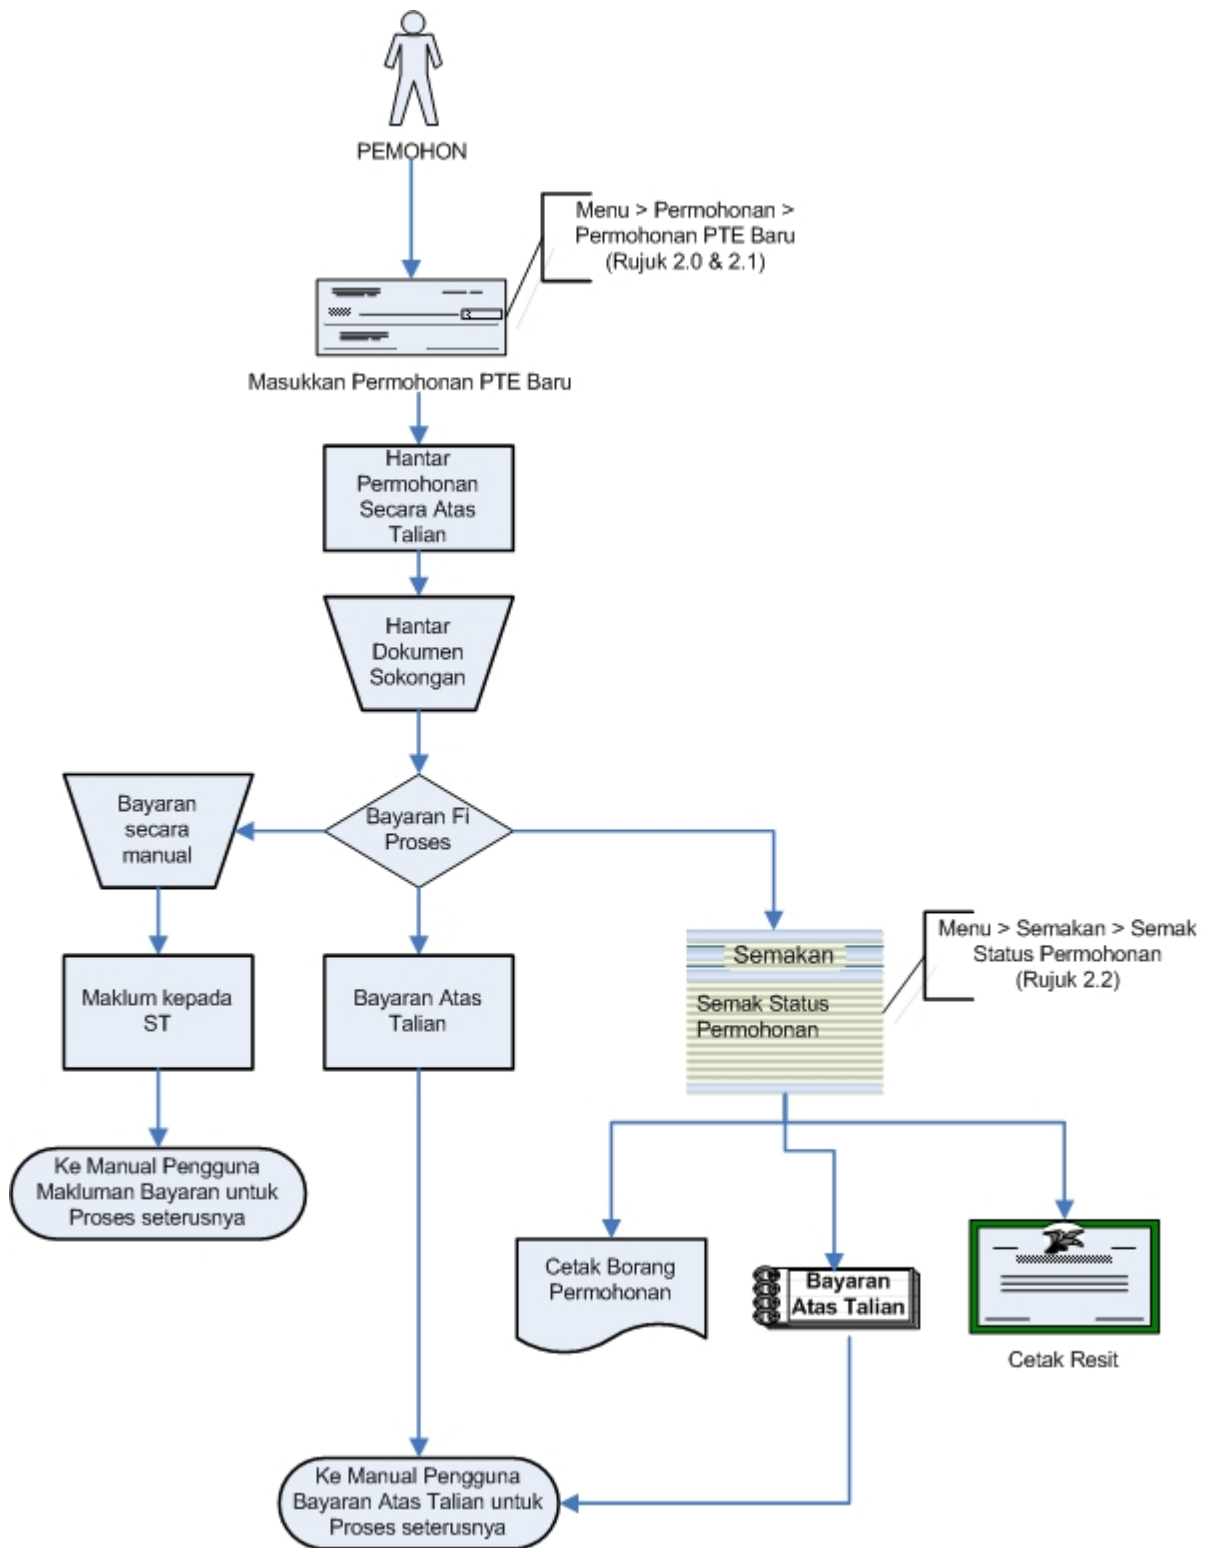 PEMOHON
Menu > Permohonan >
Permohonan PTE Baru
(Rujuk 2.0 & 2.1)
Masukkan Permohonan PTE Baru
Hantar
Permohonan
Secara Atas
Talian
Hantar
Dokumen
Sokongan
Bayaran
secara
manual
Bayaran Fi
Proses
Menu > Semakan > Semak
Status Permohonan
(Rujuk 2.2)
Semakan
Semak Status
Permohonan
Maklum kepada
ST
Bayaran Atas
Talian
Ke Manual Pengguna
Makluman Bayaran untuk
Proses seterusnya
Cetak Borang
Permohonan
Bayaran
Atas Talian
Cetak Resit
Ke Manual Pengguna
Bayaran Atas Talian untuk
Proses seterusnya